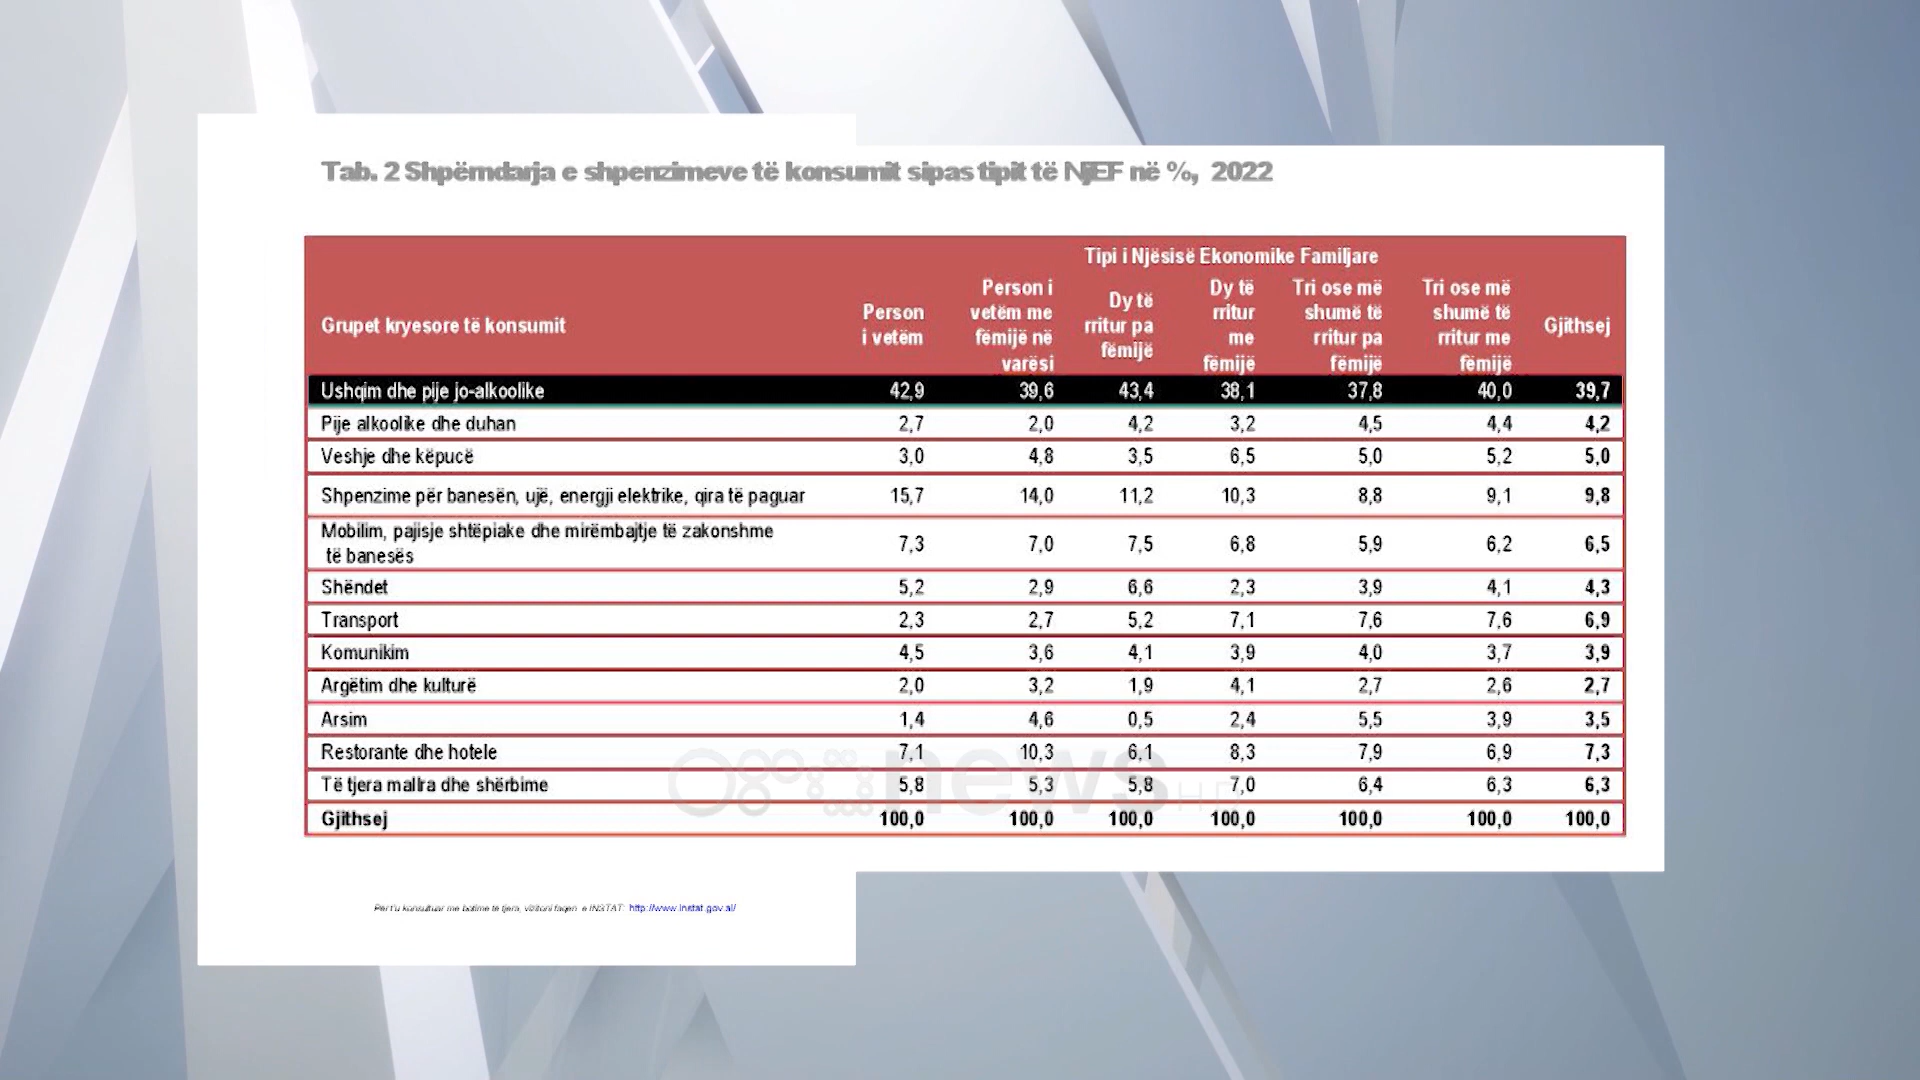 Tab. 2 Shpërndarja e shpenzimeve të konsumit sipas tipit të NjEF në %, 2022
Tipi i Njësisë Ekonomike Familjare
Grupet kryesore të konsumit
Person
i vetëm
Person i
vetëm me
fëmijë në
varësi
Dy të
rritur pa
fëmijë
Dy të
rritur
me
fëmijë
Tri ose më
shumë të
rritur pa
fëmijë
Tri ose më
shumë të
rritur me
fëmijë
Gjithsej
Ushqim dhe pije jo-alkoolike 42,9 39,6 43,4 38,1 37,8 40,0 39,7
Pije alkoolike dhe duhan 2,7 2,0 4,2 3,2 4,5 4,4 4,2
Veshje dhe këpucë 3,0 4,8 3,5 6,5 5,0 5,2 5,0
Shpenzime për banesën, ujë, energji elektrike, qira të paguar 15,7 14,0 11,2 10,3 8,8 9,1 9,8
Mobilim, pajisje shtëpiake dhe mirëmbajtje të zakonshme
të banesës 7,3 7,0 7,5 6,8 5,9 6,2 6,5
Shëndet 5,2 2,9 6,6 2,3 3,9 4,1 4,3
Transport 2,3 2,7 5,2 7,1 7,6 7,6 6,9
Komunikim 4,5 3,6 4,1 3,9 4,0 3,7 3,9
Argëtim dhe kulturë 2,0 3,2 1,9 4,1 2,7 2,6 2,7
Arsim 1,4 4,6 0,5 2,4 5,5 3,9 3,5
Restorante dhe hotele 7,1 10,3 6,1 8,3 7,9 6,9 7,3
Të tjera mallra dhe shërbime 5,8 5,3 5,8 7,0 6,4 6,3 6,3
Gjithsej 100,0 100,0 100,0 100,0 100,0 100,0 100,0
news HD
Për t'u konsultuar me botime të tjera, vizitoni faqen e INSTAT: http://www.instat.gov.al/